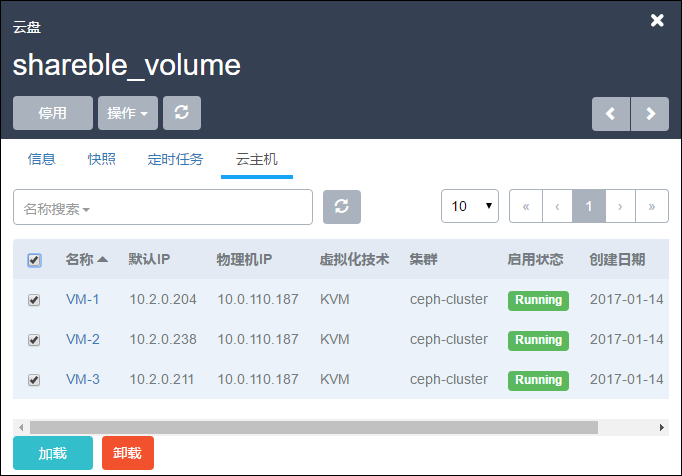 云盘
shareble_volume
停用 操作
信息 快照 定时任务 云主机
名称搜索 10 « ‹ 1 › »
名称 默认IP 物理机IP 虚拟化技术 集群 启用状态 创建日期
VM-1 10.2.0.204 10.0.110.187 KVM ceph-cluster Running 2017-01-14
VM-2 10.2.0.238 10.0.110.187 KVM ceph-cluster Running 2017-01-14
VM-3 10.2.0.211 10.0.110.187 KVM ceph-cluster Running 2017-01-14
加载 卸载